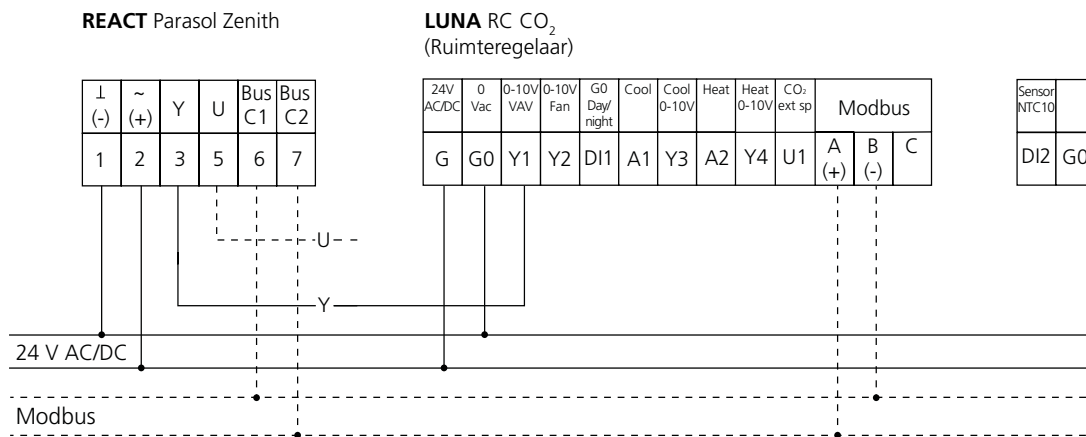 REACT Parasol Zenith
LUNA RC CO₂
(Ruimteregelaar)
⊥ (-) ~ (+) Y U Bus C1 Bus C2
1 2 3 5 6 7
24V AC/DC 0 Vac 0-10V VAV 0-10V Fan G0 Day/night Cool Cool 0-10V Heat Heat 0-10V CO₂ ext sp Modbus
G G0 Y1 Y2 DI1 A1 Y3 A2 Y4 U1 A (+) B (-) C
Sensor NTC10
DI2 G0
U
Y
24 V AC/DC
Modbus